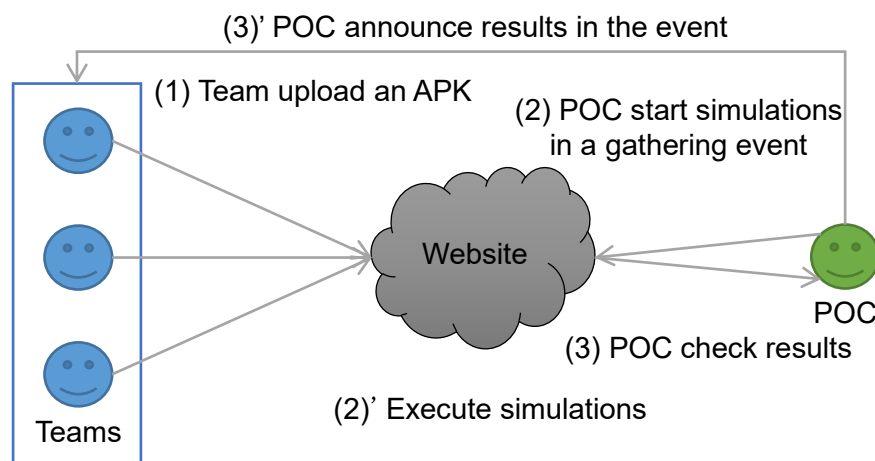 (3)' POC announce results in the event
(1) Team upload an APK
(2) POC start simulations
in a gathering event
Website
POC
(3) POC check results
(2)' Execute simulations
Teams